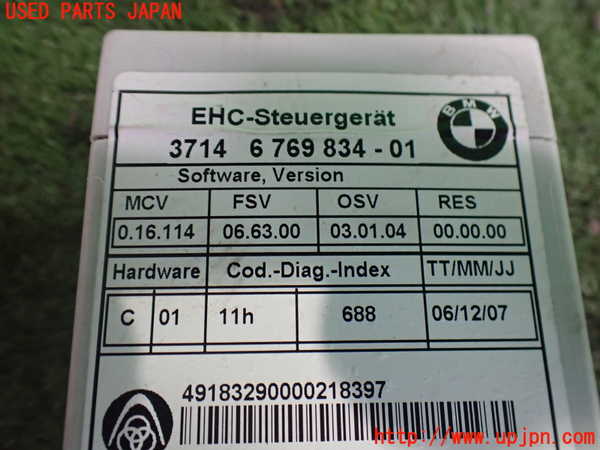 USED PARTS JAPAN
BMW
EHC-Steuergerät
3714 6 769 834 - 01
Software, Version
MCV FSV OSV RES
0.16.114 06.63.00 03.01.04 00.00.00
Hardware Cod.-Diag.-Index TT/MM/JJ
C 01 11h 688 06/12/07
49183290000218397
http://www.upjpn.com/